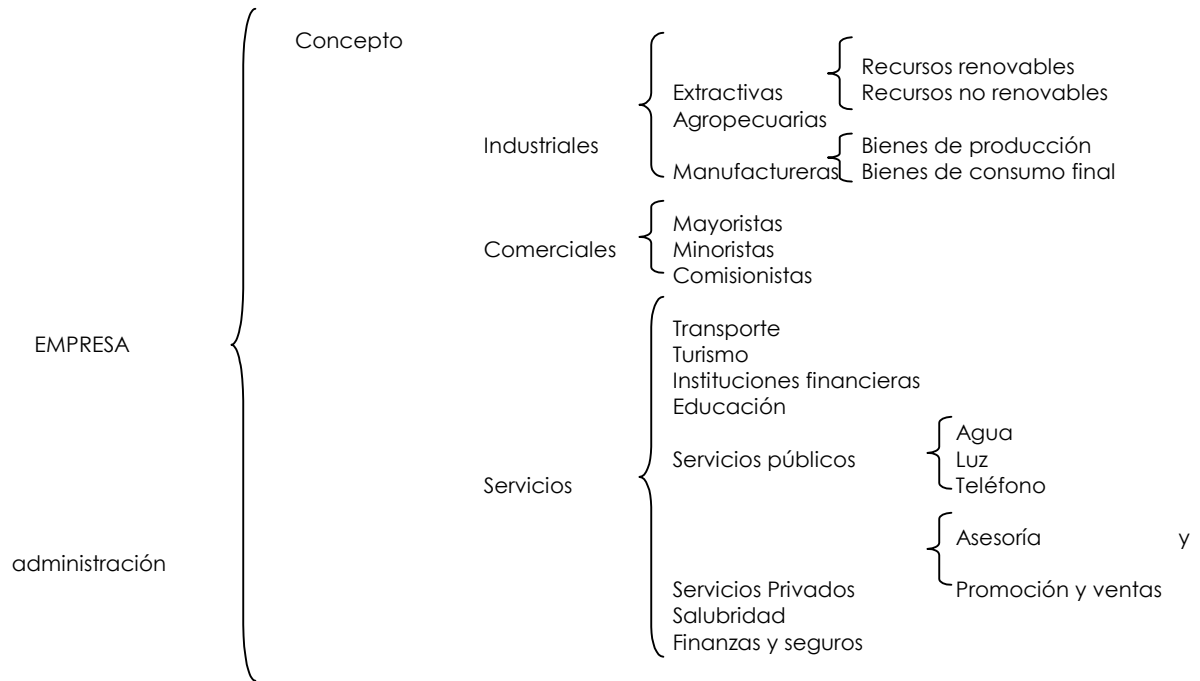 Concepto
Recursos renovables
Extractivas
Recursos no renovables
Agropecuarias
Industriales
Bienes de producción
Manufactureras
Bienes de consumo final
Mayoristas
Comerciales
Minoristas
Comisionistas
Transporte
EMPRESA
Turismo
Instituciones financieras
Educación
Agua
Servicios públicos
Luz
Servicios
Teléfono
Asesoría y
administración
Servicios Privados
Promoción y ventas
Salubridad
Finanzas y seguros